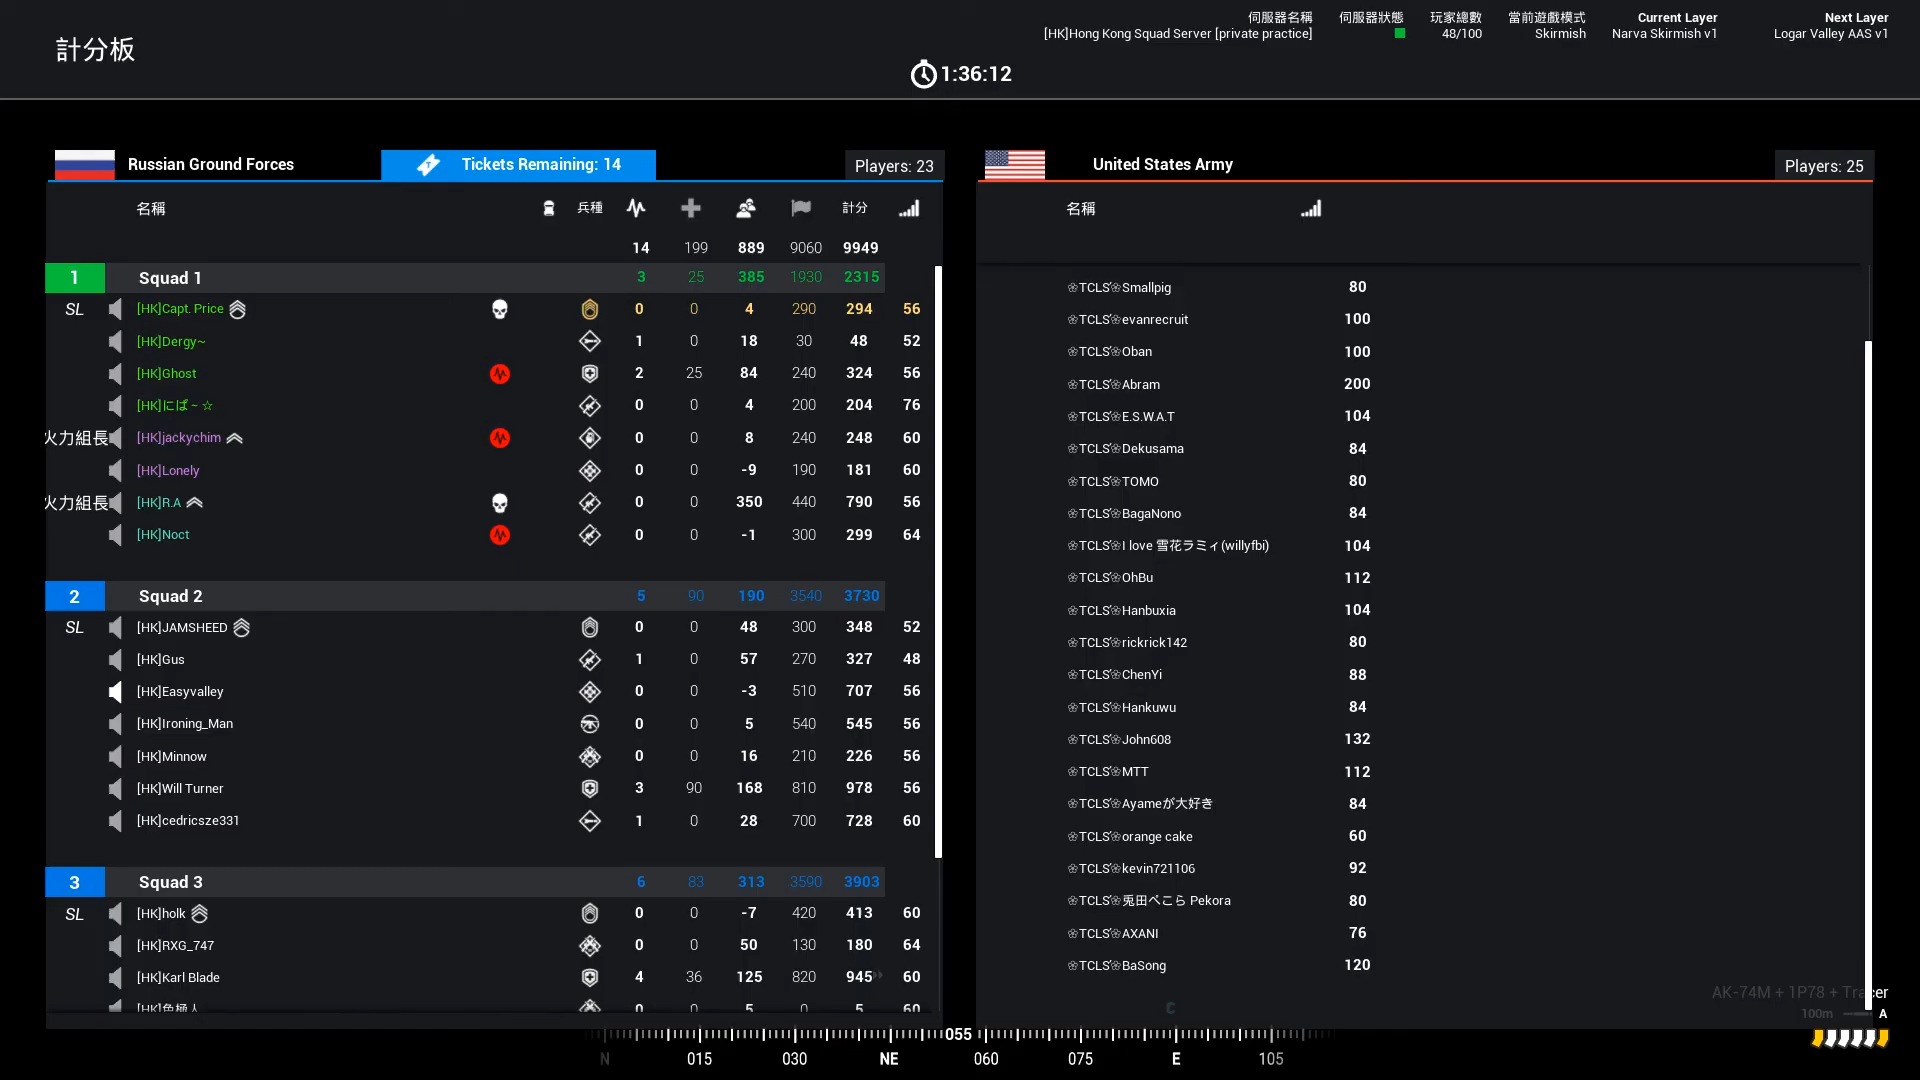 計分板
伺服器名稱 伺服器狀態 玩家總數 當前遊戲模式 Current Layer Next Layer
[HK]Hong Kong Squad Server [private practice] 48/100 Skirmish Narva Skirmish v1 Logar Valley AAS v1
1:36:12
Russian Ground Forces Tickets Remaining: 14 Players: 23
名稱 兵種 計分
14 199 889 9060 9949
1 Squad 1 3 25 385 1930 2315
SL [HK]Capt. Price 0 0 4 290 294 56
[HK]Dergy~ 1 0 18 30 48 52
[HK]Ghost 2 25 84 240 324 56
[HK]にぱ~☆ 0 0 4 200 204 76
火力組長 [HK]jackychim 0 0 8 240 248 60
[HK]Lonely 0 0 -9 190 181 60
火力組長 [HK]R.A 0 0 350 440 790 56
[HK]Noct 0 0 -1 300 299 64
2 Squad 2 5 90 190 3540 3730
SL [HK]JAMSHEED 0 0 48 300 348 52
[HK]Gus 1 0 57 270 327 48
[HK]Easyvalley 0 0 -3 510 707 56
[HK]Ironing_Man 0 0 5 540 545 56
[HK]Minnow 0 0 16 210 226 56
[HK]Will Turner 3 90 168 810 978 56
[HK]cedricsze331 1 0 28 700 728 60
3 Squad 3 6 83 313 3590 3903
SL [HK]holk 0 0 -7 420 413 60
[HK]RXG_747 0 0 50 130 180 64
[HK]Karl Blade 4 36 125 820 945 60
[HK]色桶人 0 0 5 0 5 60
United States Army Players: 25
名稱
❀TCLS❀Smallpig 80
❀TCLS❀evanrecruit 100
❀TCLS❀Oban 100
❀TCLS❀Abram 200
❀TCLS❀E.S.W.A.T 104
❀TCLS❀Dekusama 84
❀TCLS❀TOMO 80
❀TCLS❀BagaNono 84
❀TCLS❀I love 雪花ラミィ(willyfbi) 104
❀TCLS❀OhBu 112
❀TCLS❀Hanbuxia 104
❀TCLS❀rickrick142 80
❀TCLS❀ChenYi 88
❀TCLS❀Hankuwu 84
❀TCLS❀John608 132
❀TCLS❀MTT 112
❀TCLS❀Ayameが大好き 84
❀TCLS❀orange cake 60
❀TCLS❀kevin721106 92
❀TCLS❀兎田ぺこら Pekora 80
❀TCLS❀AXANI 76
❀TCLS❀BaSong 120
AK-74M + 1P78 + Tracer
100m A
055
N 015 030 NE 060 075 E 105